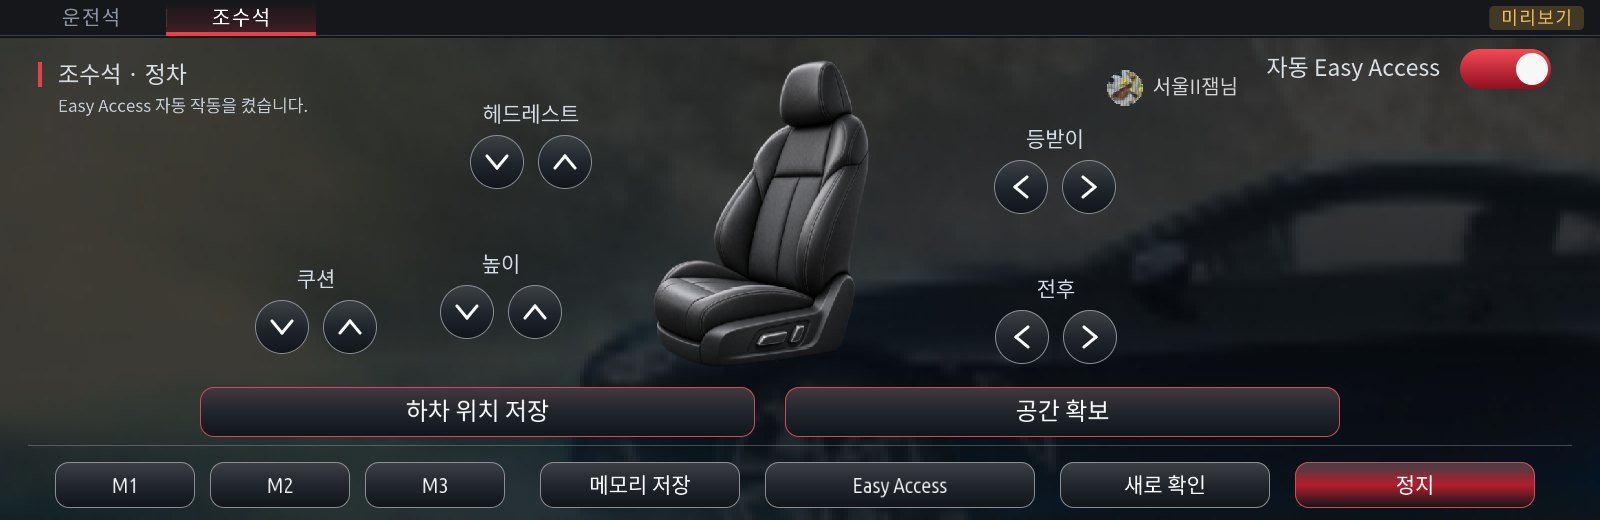 운전석
조수석
미리보기
조수석 · 정차
Easy Access 자동 작동을 켰습니다.
서울II잼님
자동 Easy Access
헤드레스트
등받이
쿠션
높이
전후
하차 위치 저장
공간 확보
M1
M2
M3
메모리 저장
Easy Access
새로 확인
정지